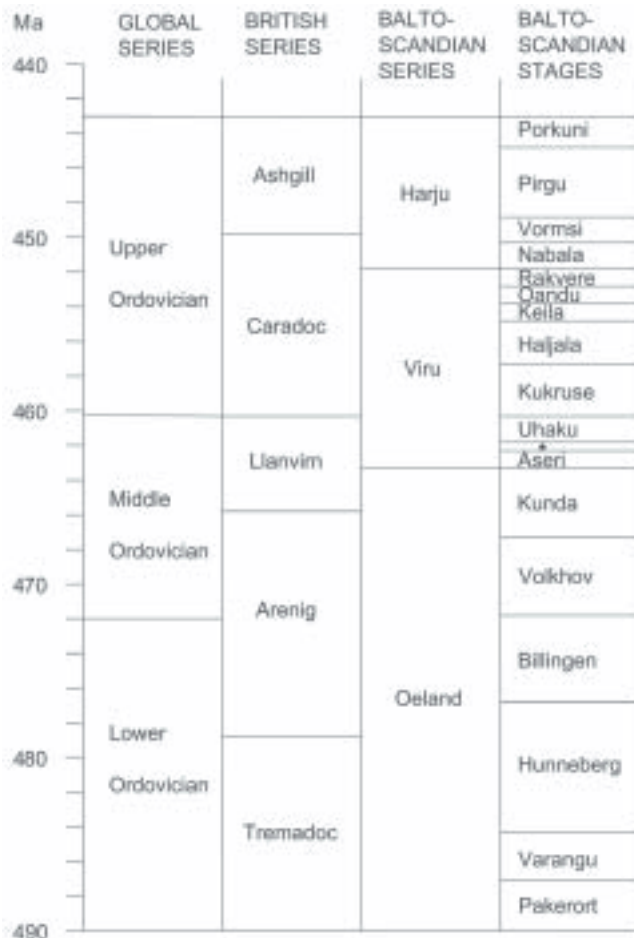 Ma
GLOBAL
SERIES
BRITISH
SERIES
BALTO-
SCANDIAN
SERIES
BALTO-
SCANDIAN
STAGES
440
450
460
470
480
490
Upper
Ordovician
Middle
Ordovician
Lower
Ordovician
Ashgill
Caradoc
Llanvirn
Arenig
Tremadoc
Harju
Viru
Oeland
Porkuni
Pirgu
Vormsi
Nabala
Rakvere
Oandu
Keila
Haljala
Kukruse
Uhaku
*
Aseri
Kunda
Volkhov
Billingen
Hunneberg
Varangu
Pakerort